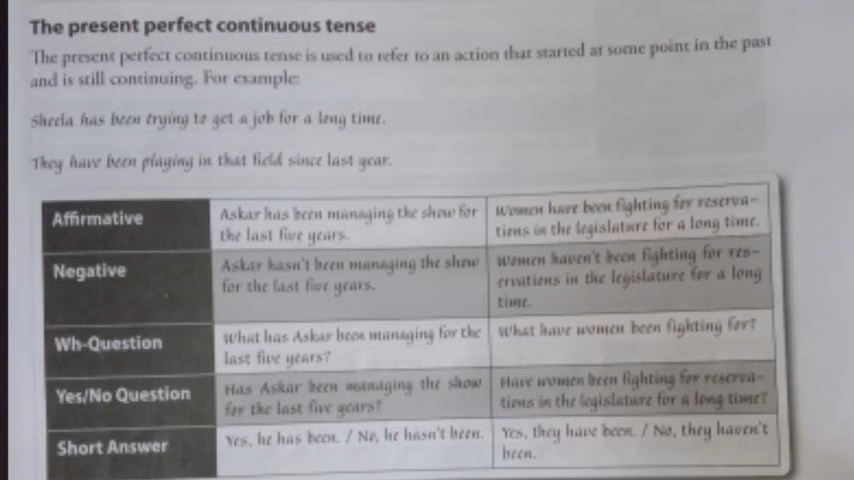 The present perfect continuous tense
The present perfect continuous tense is used to refer to an action that started at some point in the past
and is still continuing. For example:
Sheela has been trying to get a job for a long time.
They have been playing in that field since last year.
Affirmative
Askar has been managing the show for
the last five years.
Women have been fighting for reserva-
tions in the legislature for a long time.
Negative
Askar hasn't been managing the show
for the last five years.
Women haven't been fighting for res-
ervations in the legislature for a long
time.
Wh-Question
What has Askar been managing for the
last five years?
What have women been fighting for?
Yes/No Question
Has Askar been managing the show
for the last five years?
Have women been fighting for reserva-
tions in the legislature for a long time?
Short Answer
Yes, he has been. / No, he hasn't been.
Yes, they have been. / No, they haven't
been.